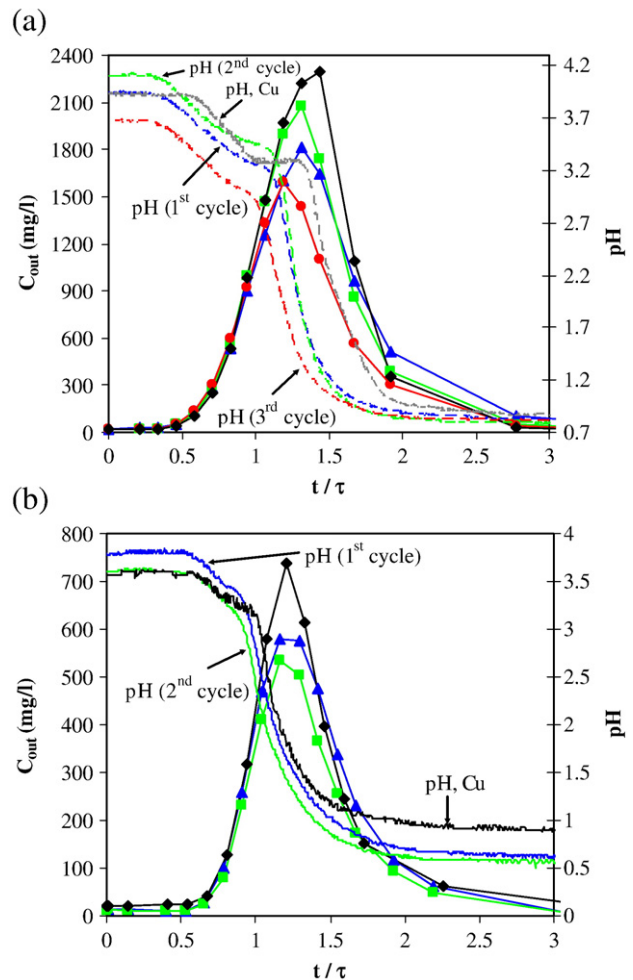 (a)
2400
2100
1800
1500
1200
900
600
300
0
C_out (mg/l)
pH (2nd cycle)
pH, Cu
pH (1st cycle)
pH (3rd cycle)
4.2
3.7
3.2
2.7
2.2
1.7
1.2
0.7
pH
0 0.5 1 1.5 2 2.5 3
t / τ
(b)
800
700
600
500
400
300
200
100
0
C_out (mg/l)
pH (1st cycle)
pH (2nd cycle)
pH, Cu
4
3.5
3
2.5
2
1.5
1
0.5
0
pH
0 0.5 1 1.5 2 2.5 3
t / τ